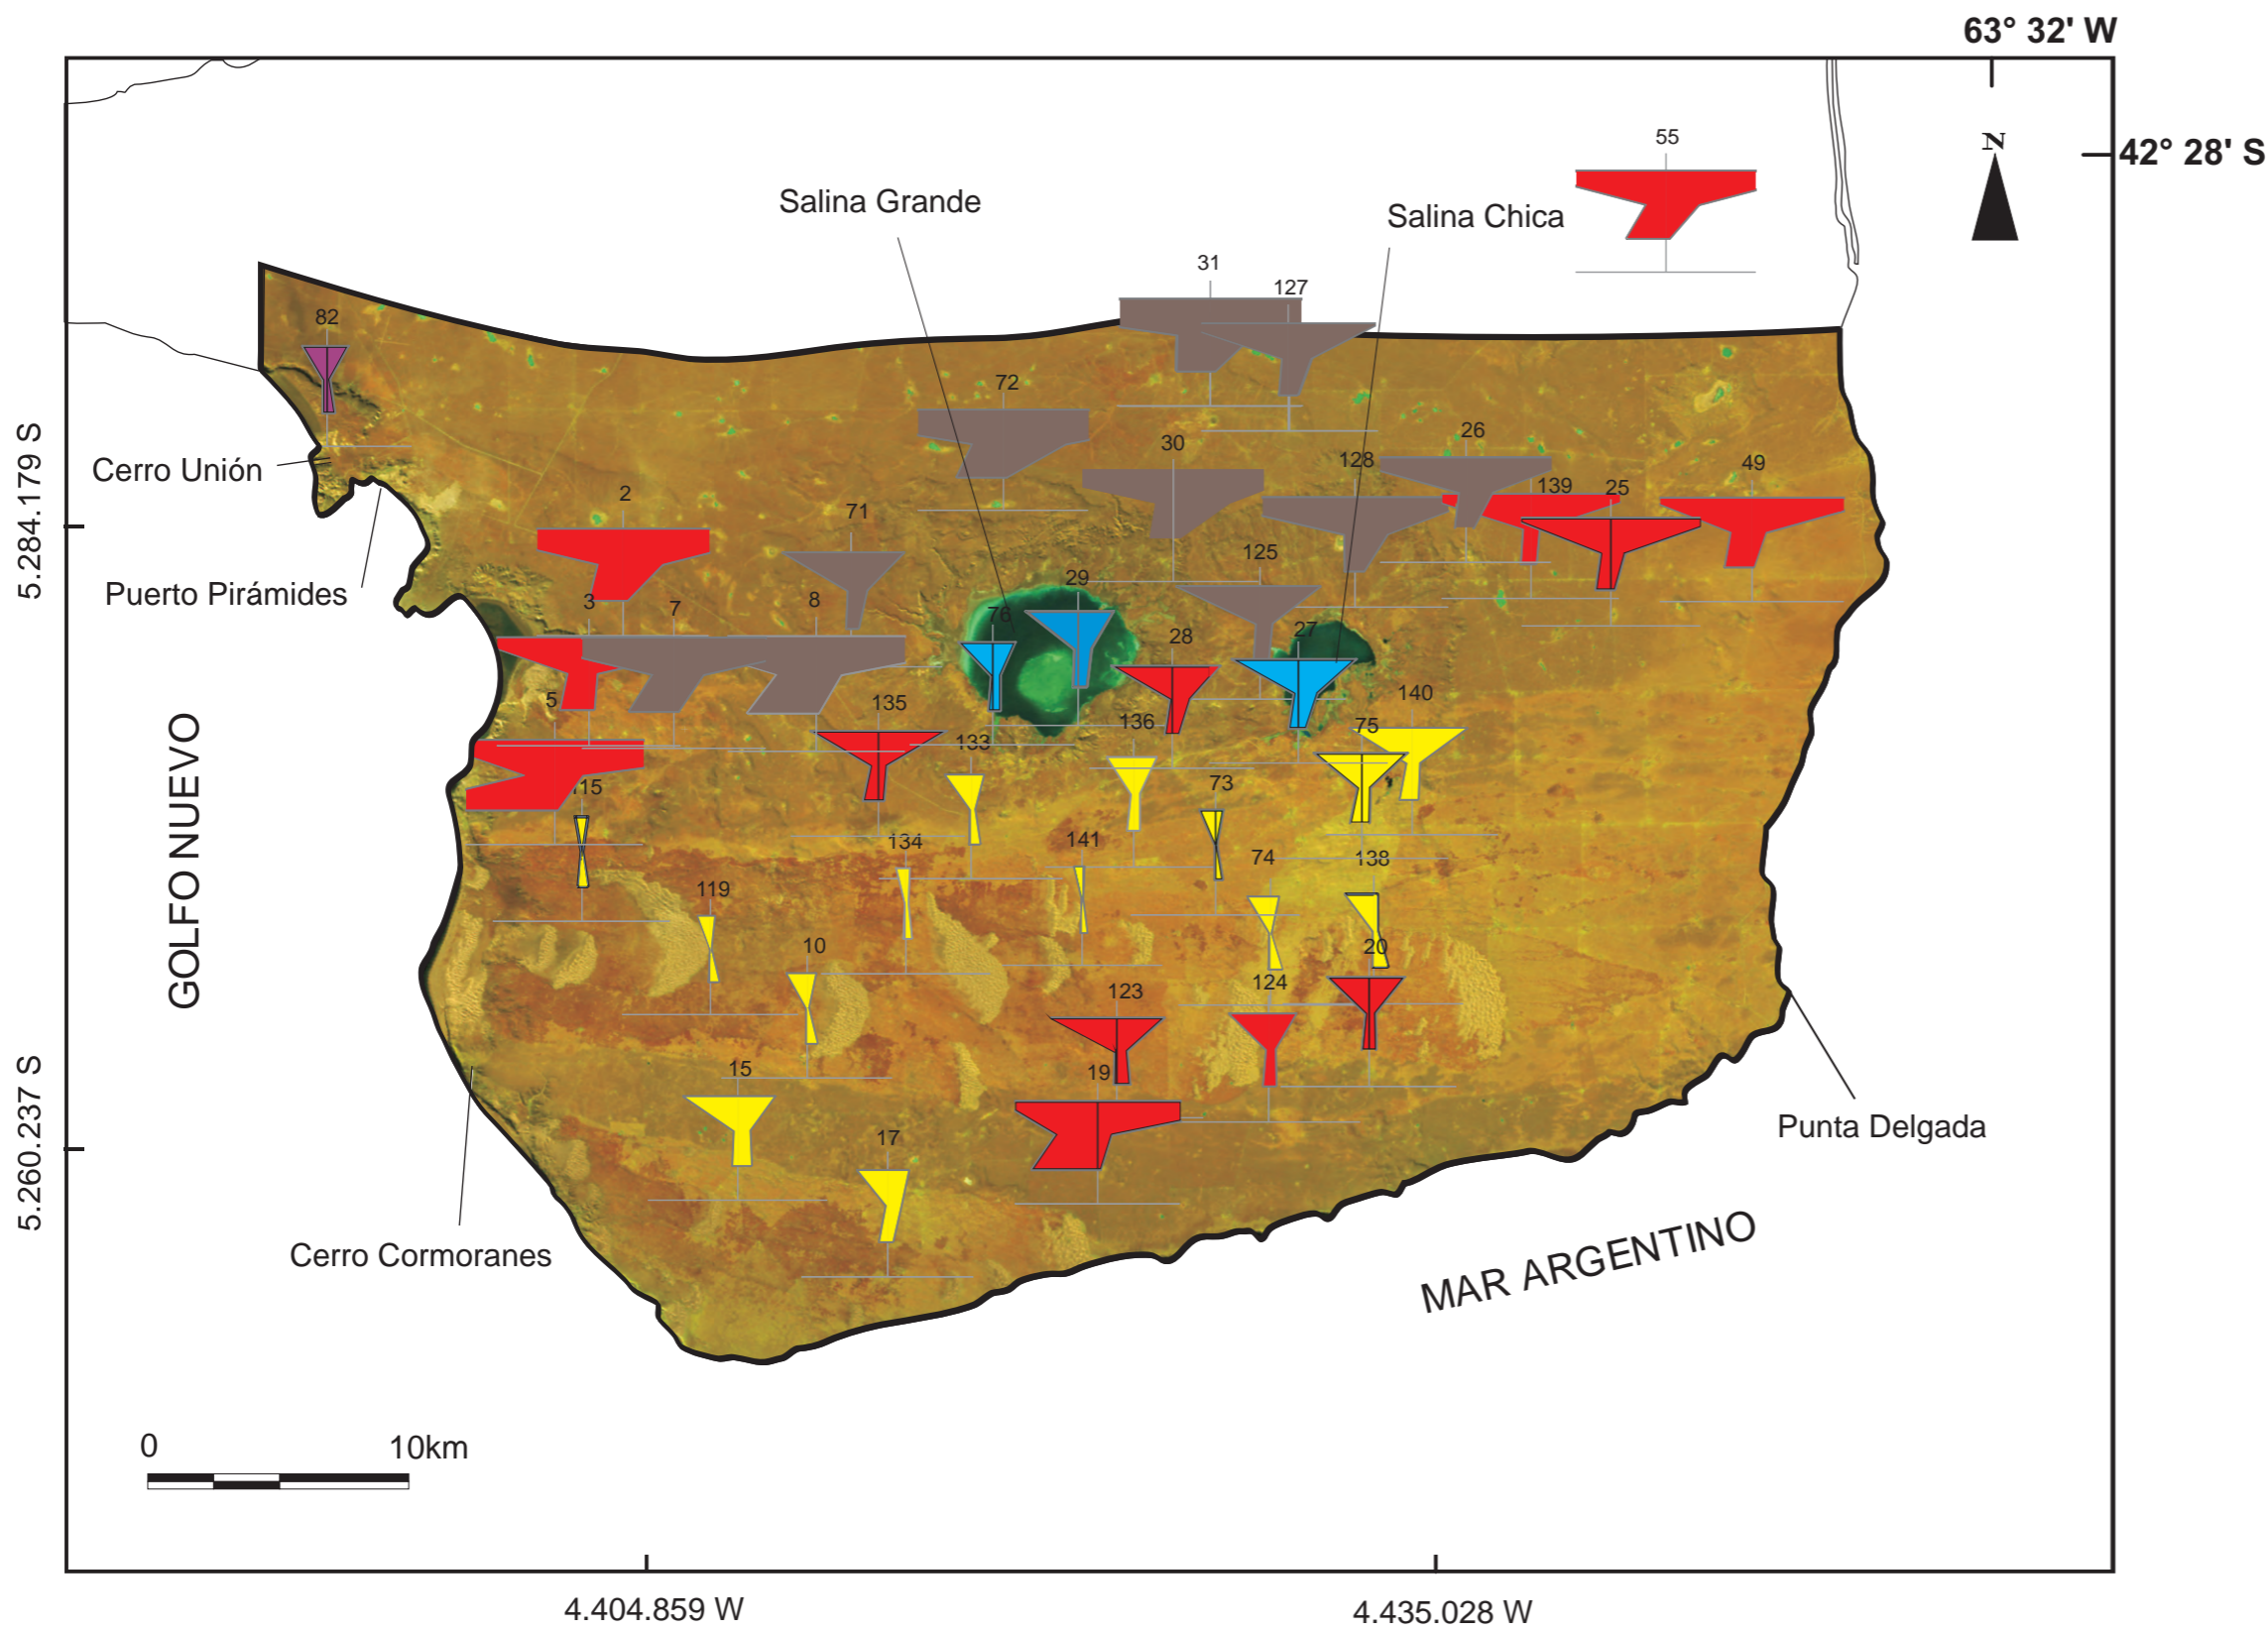 63° 32' W
55
42° 28' S
N
Salina Grande
Salina Chica
31
127
82
72
26
30
128
49
Cerro Unión
139
25
2
71
5.284.179 S
125
29
Puerto Pirámides
3
7
8
76
28
27
5
135
136
140
133
75
115
73
GOLFO NUEVO
134
141
74
138
119
10
20
124
123
15
19
5.260.237 S
17
Punta Delgada
Cerro Cormoranes
MAR ARGENTINO
0
10km
4.404.859 W
4.435.028 W